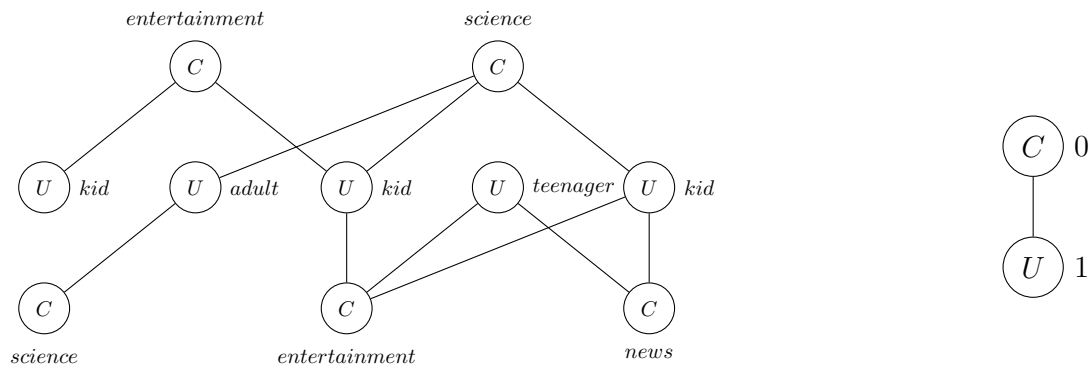 entertainment science
C C
C 0
U kid U adult U kid U teenager U kid
U 1
C C C
science entertainment news